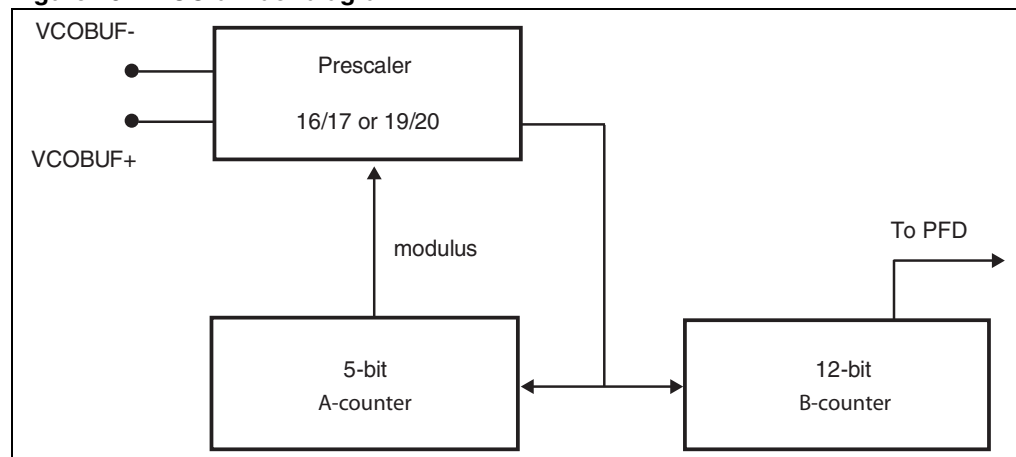 VCOBUF-
Prescaler
16/17 or 19/20
VCOBUF+
modulus
To PFD
5-bit
A-counter
12-bit
B-counter